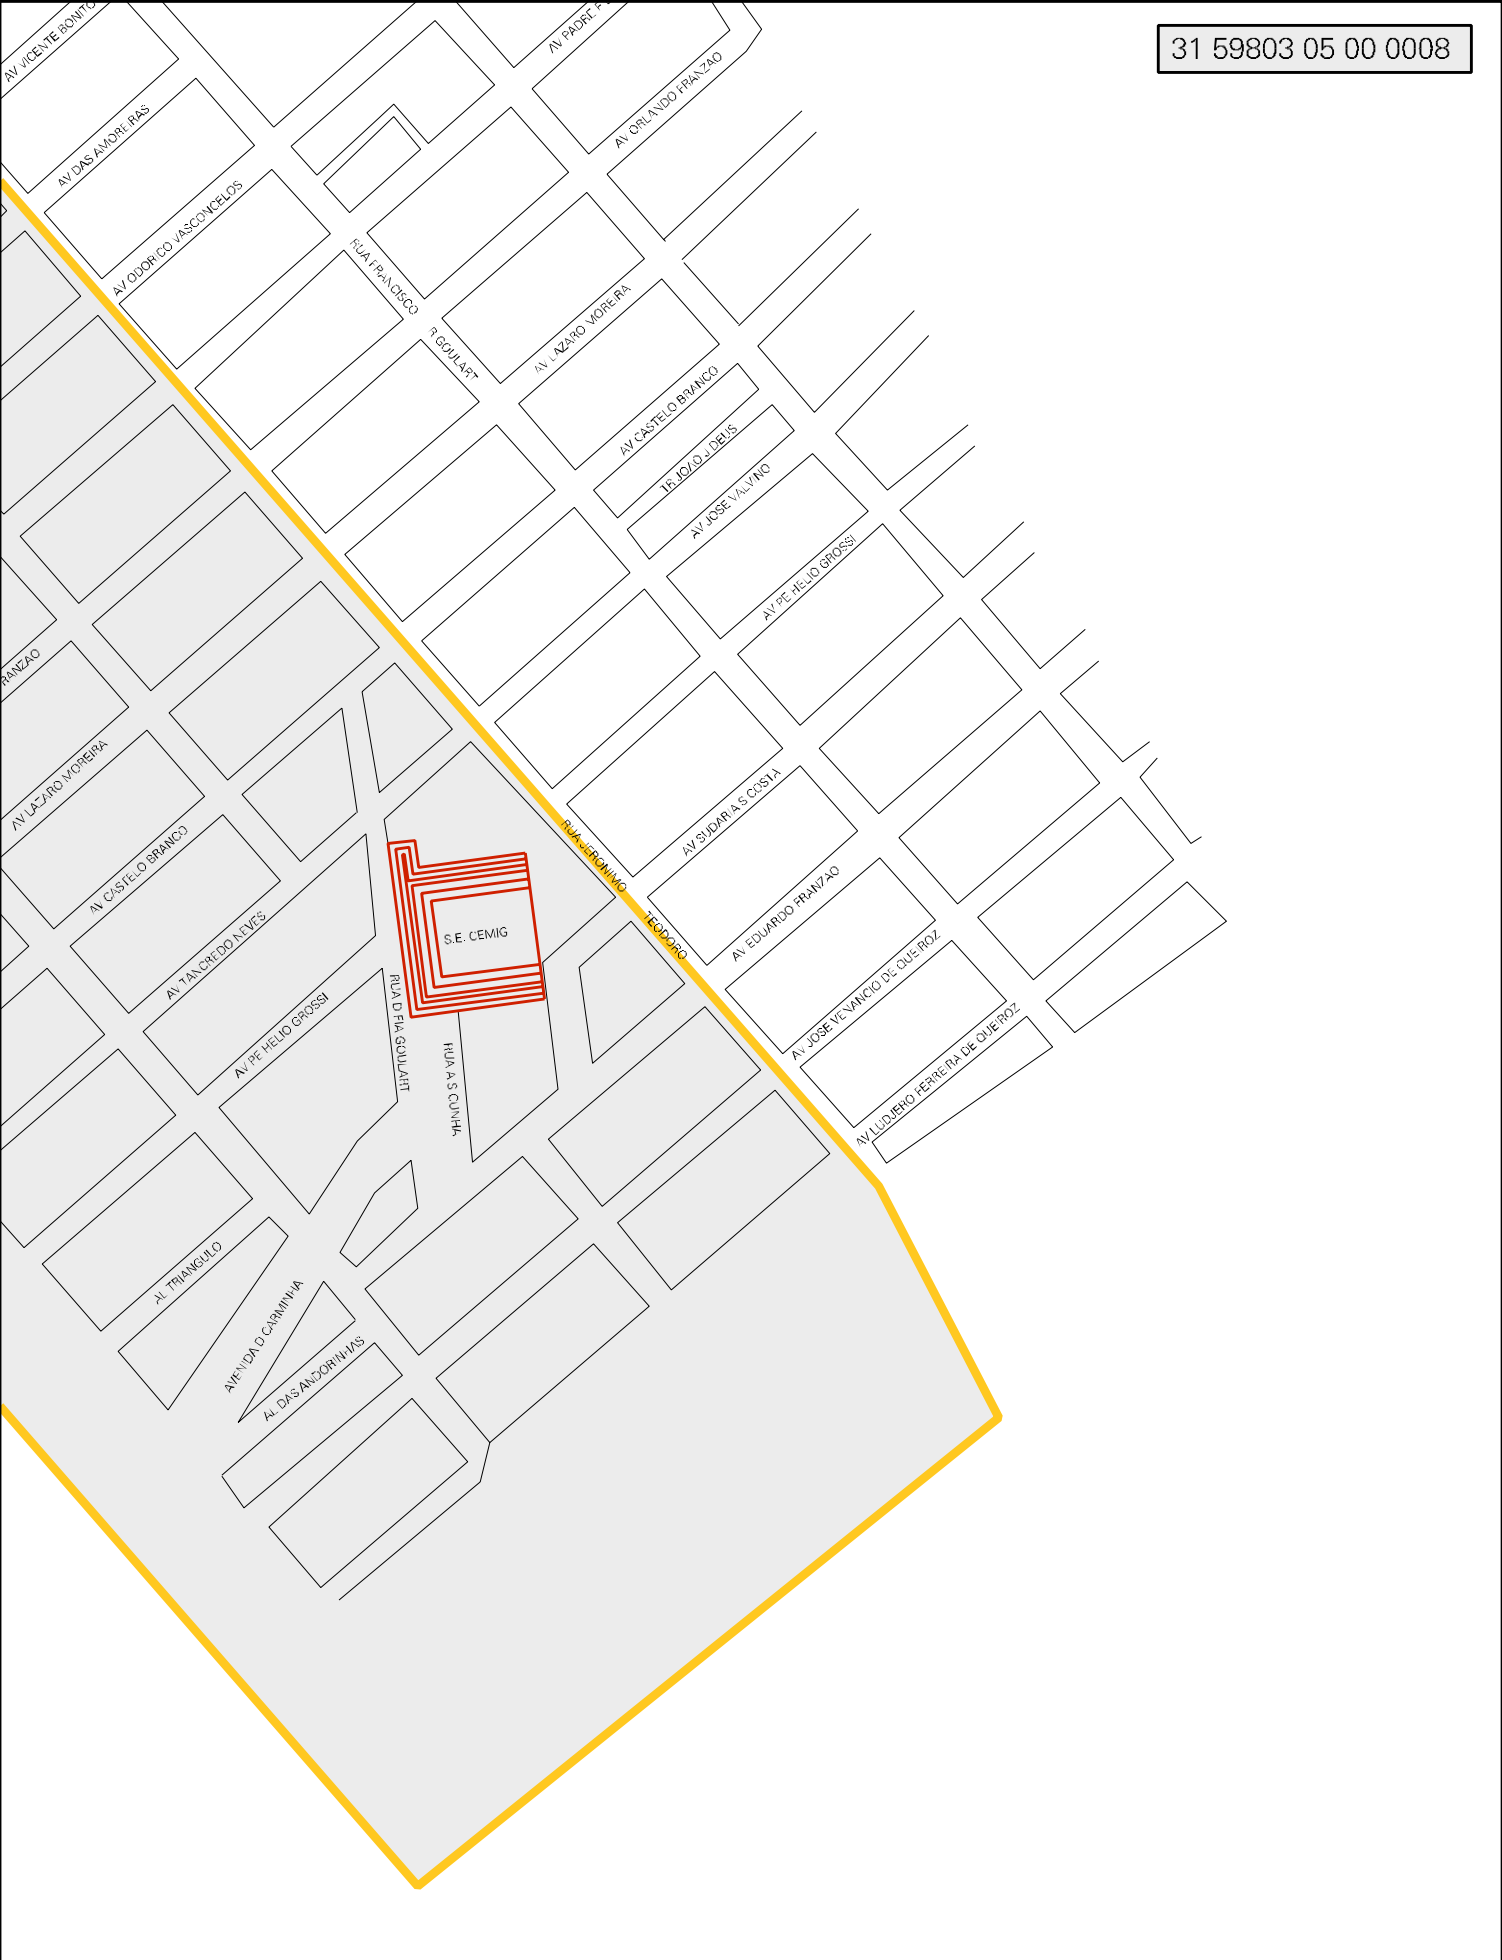 31 59803 05 00 0008
AV VICENTE BONITO
AV PADRE
AV ORLANDO FRANZAO
AV DAS AMOREIRAS
AV ODORICO VASCONCELOS
RUA FRANCISCO
R GOULART
AV LAZARO MOREIRA
AV CASTELO BRANCO
TR JOAO J DEUS
AV JOSE VALVINO
AV PE HELIO GROSSI
RANZAO
AV LAZARO MOREIRA
AV CASTELO BRANCO
AV TANCREDO NEVES
AV PE HELIO GROSSI
S.E. CEMIG
RUA JERONIMO
TEODORO
AV SUDARIA S COSTA
AV EDUARDO FRANZAO
AV JOSE VENANCIO DE QUEIROZ
AV LUDJERO FERREIRA DE QUEIROZ
RUA D FIA GOULART
RUA A S CUNHA
AL TRIANGULO
AVENIDA D CARMINHA
AL DAS ANDORINHAS